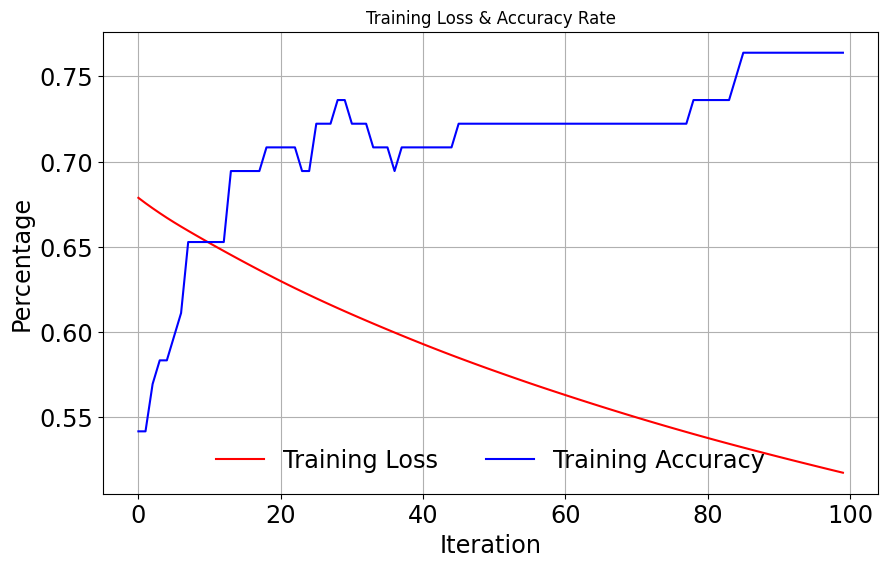 Training Loss & Accuracy Rate
0.75
0.70
0.65
0.60
0.55
Percentage
Training Loss Training Accuracy
0 20 40 60 80 100
Iteration